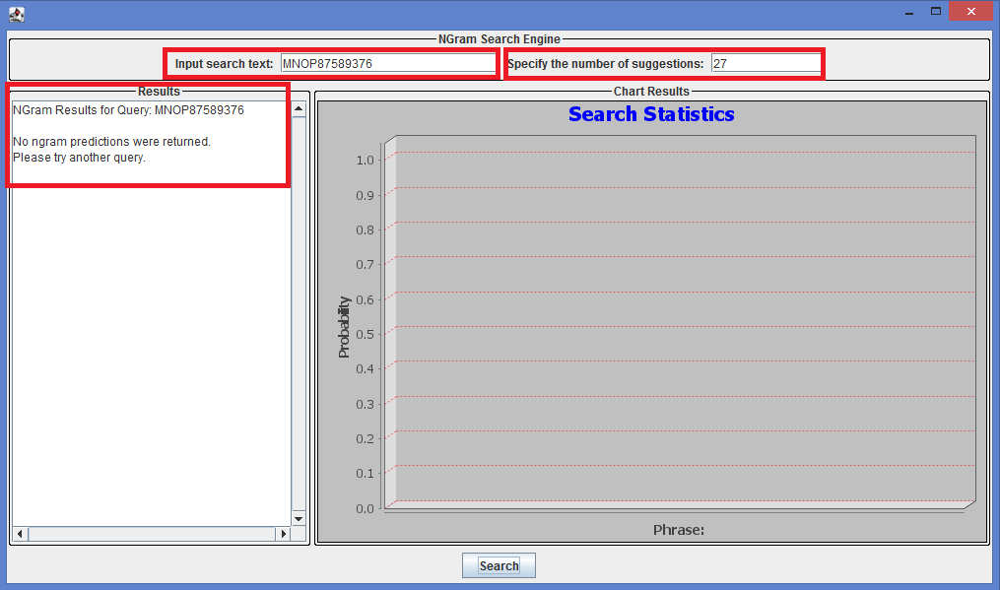 NGram Search Engine
Input search text: MNOP87589376 Specify the number of suggestions: 27
Results
NGram Results for Query: MNOP87589376
No ngram predictions were returned.
Please try another query.
Chart Results
Search Statistics
1.0
0.9
0.8
0.7
0.6
0.5
0.4
0.3
0.2
0.1
0.0
Probability
Phrase:
Search